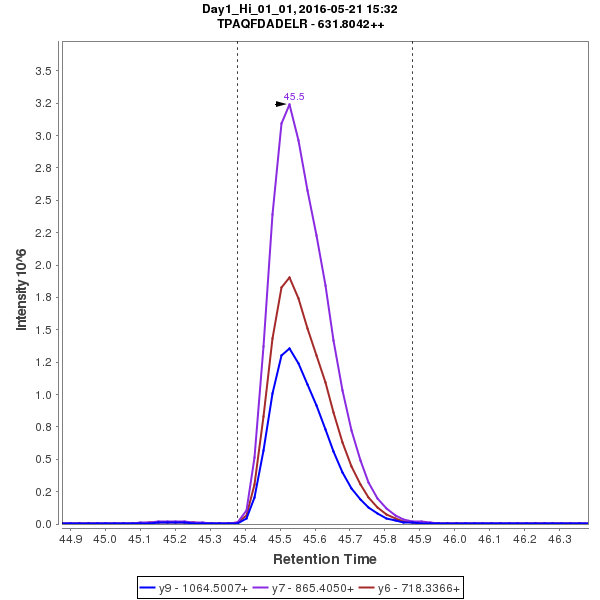 Day1_Hi_01_01, 2016-05-21 15:32
TPAQFDADELR - 631.8042++
45.5
3.5
3.2
3.0
2.8
2.5
2.2
2.0
1.8
1.5
1.2
1.0
0.8
0.5
0.2
0.0
Intensity 10^6
44.9 45.0 45.1 45.2 45.3 45.4 45.5 45.6 45.7 45.8 45.9 46.0 46.1 46.2 46.3
Retention Time
y9 - 1064.5007+ y7 - 865.4050+ y6 - 718.3366+